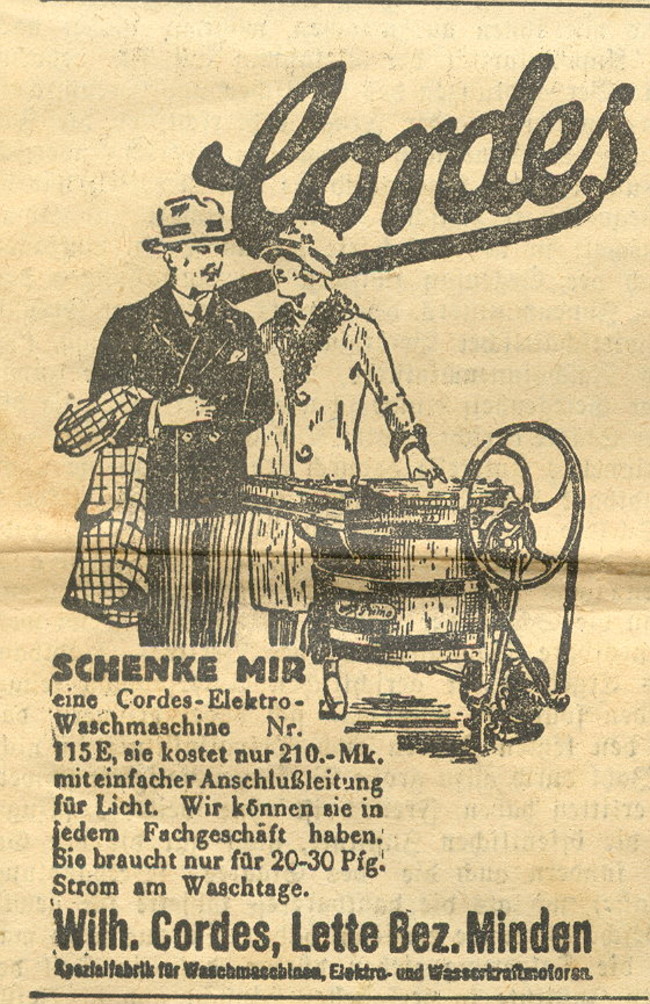 Cordes
Primo
SCHENKE MIR
eine Cordes-Elektro-
Waschmaschine Nr.
115E, sie kostet nur 210.-Mk.
mit einfacher Anschlußleitung
für Licht. Wir können sie in
jedem Fachgeschäft haben.
Sie braucht nur für 20-30 Pfg.
Strom am Waschtage.
Wilh. Cordes, Lette Bez. Minden
Spezialfabrik für Waschmaschinen, Elektro- und Wasserkraftmotoren.